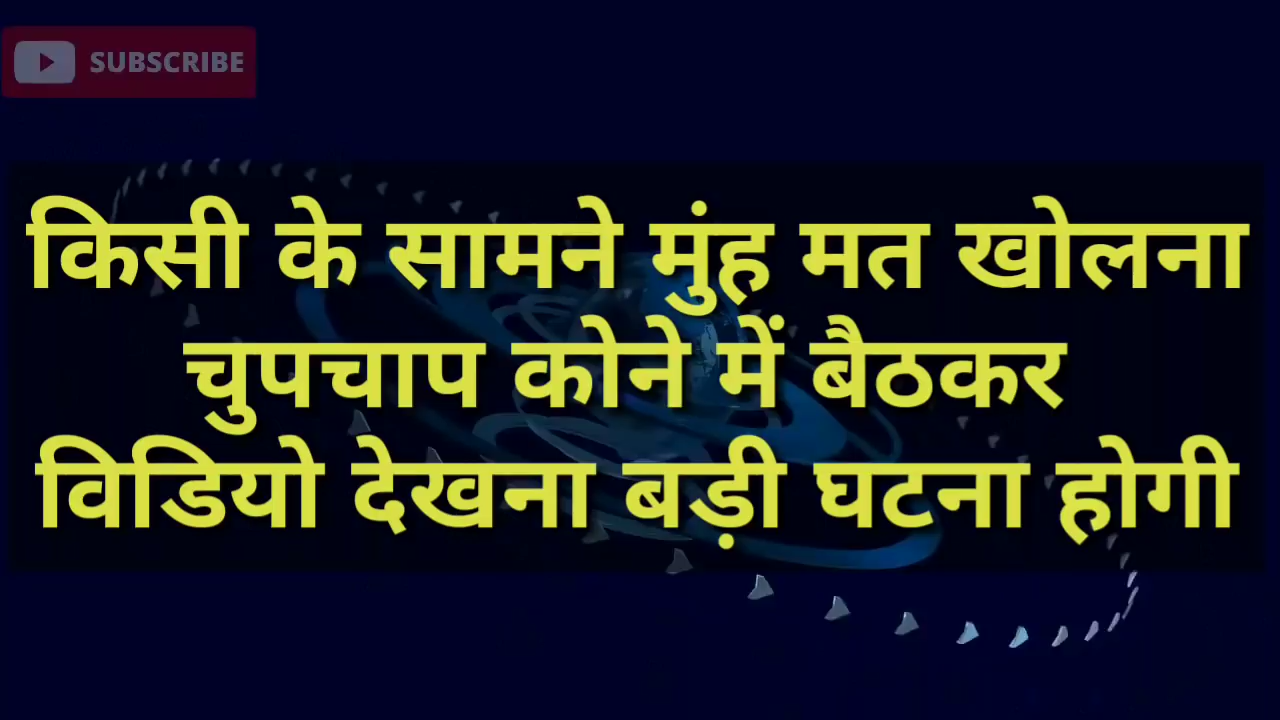 SUBSCRIBE
किसी के सामने मुंह मत खोलना
चुपचाप कोने में बैठकर
विडियो देखना बड़ी घटना होगी